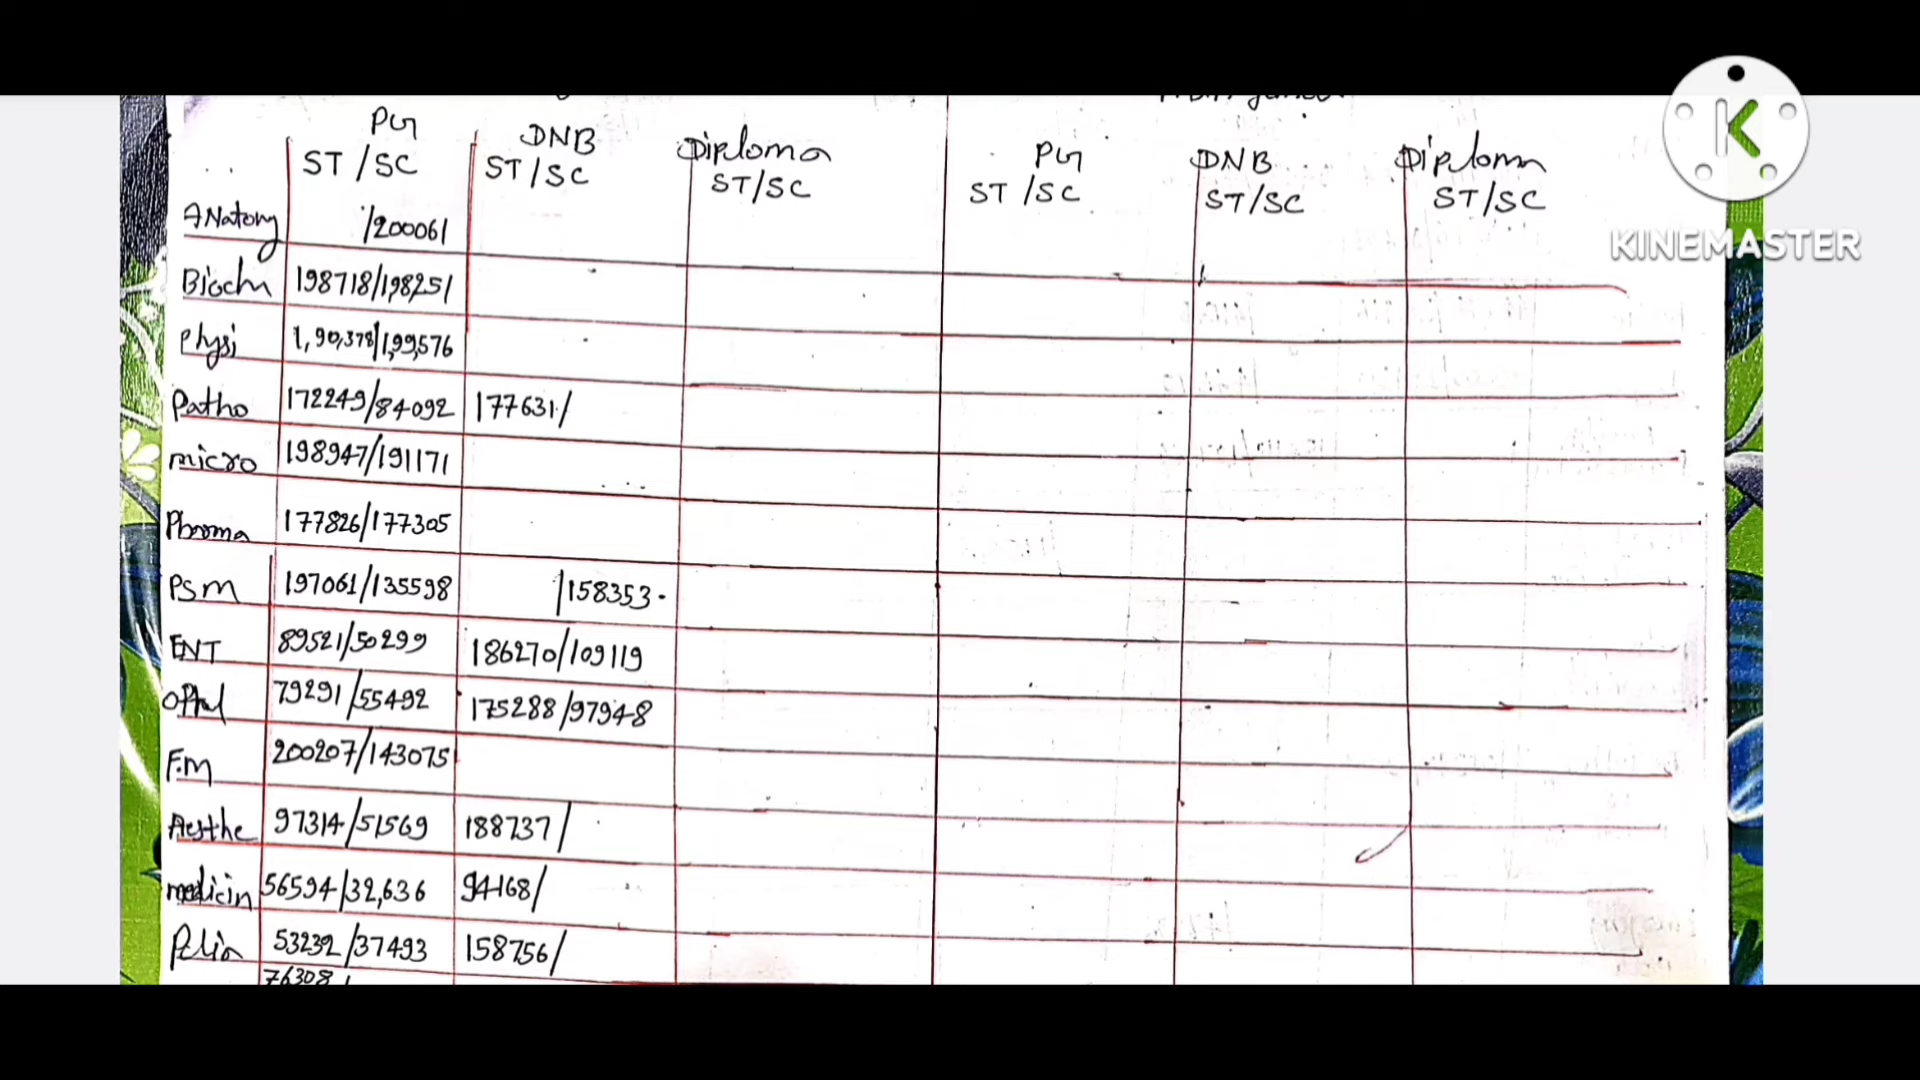 PG DNB Diploma PG DNB Diploma
ST/SC ST/SC ST/SC ST/SC ST/SC ST/SC
ANatomy /200061
Biochm 198718/198251
Physi 1,90,378/1,99,576
Patho 172249/84092 177631/
micro 198947/191171
Pharma 177826/177305
PSM 197061/135598 /158353
ENT 89521/50299 186270/109119
Optal 79291/55492 175288/97948
F.M 200207/143075
Aesthe 97314/51569 188737/
medicin 56594/32,636 94168/
53232/37493 158756/
76308/
K
KINEMASTER